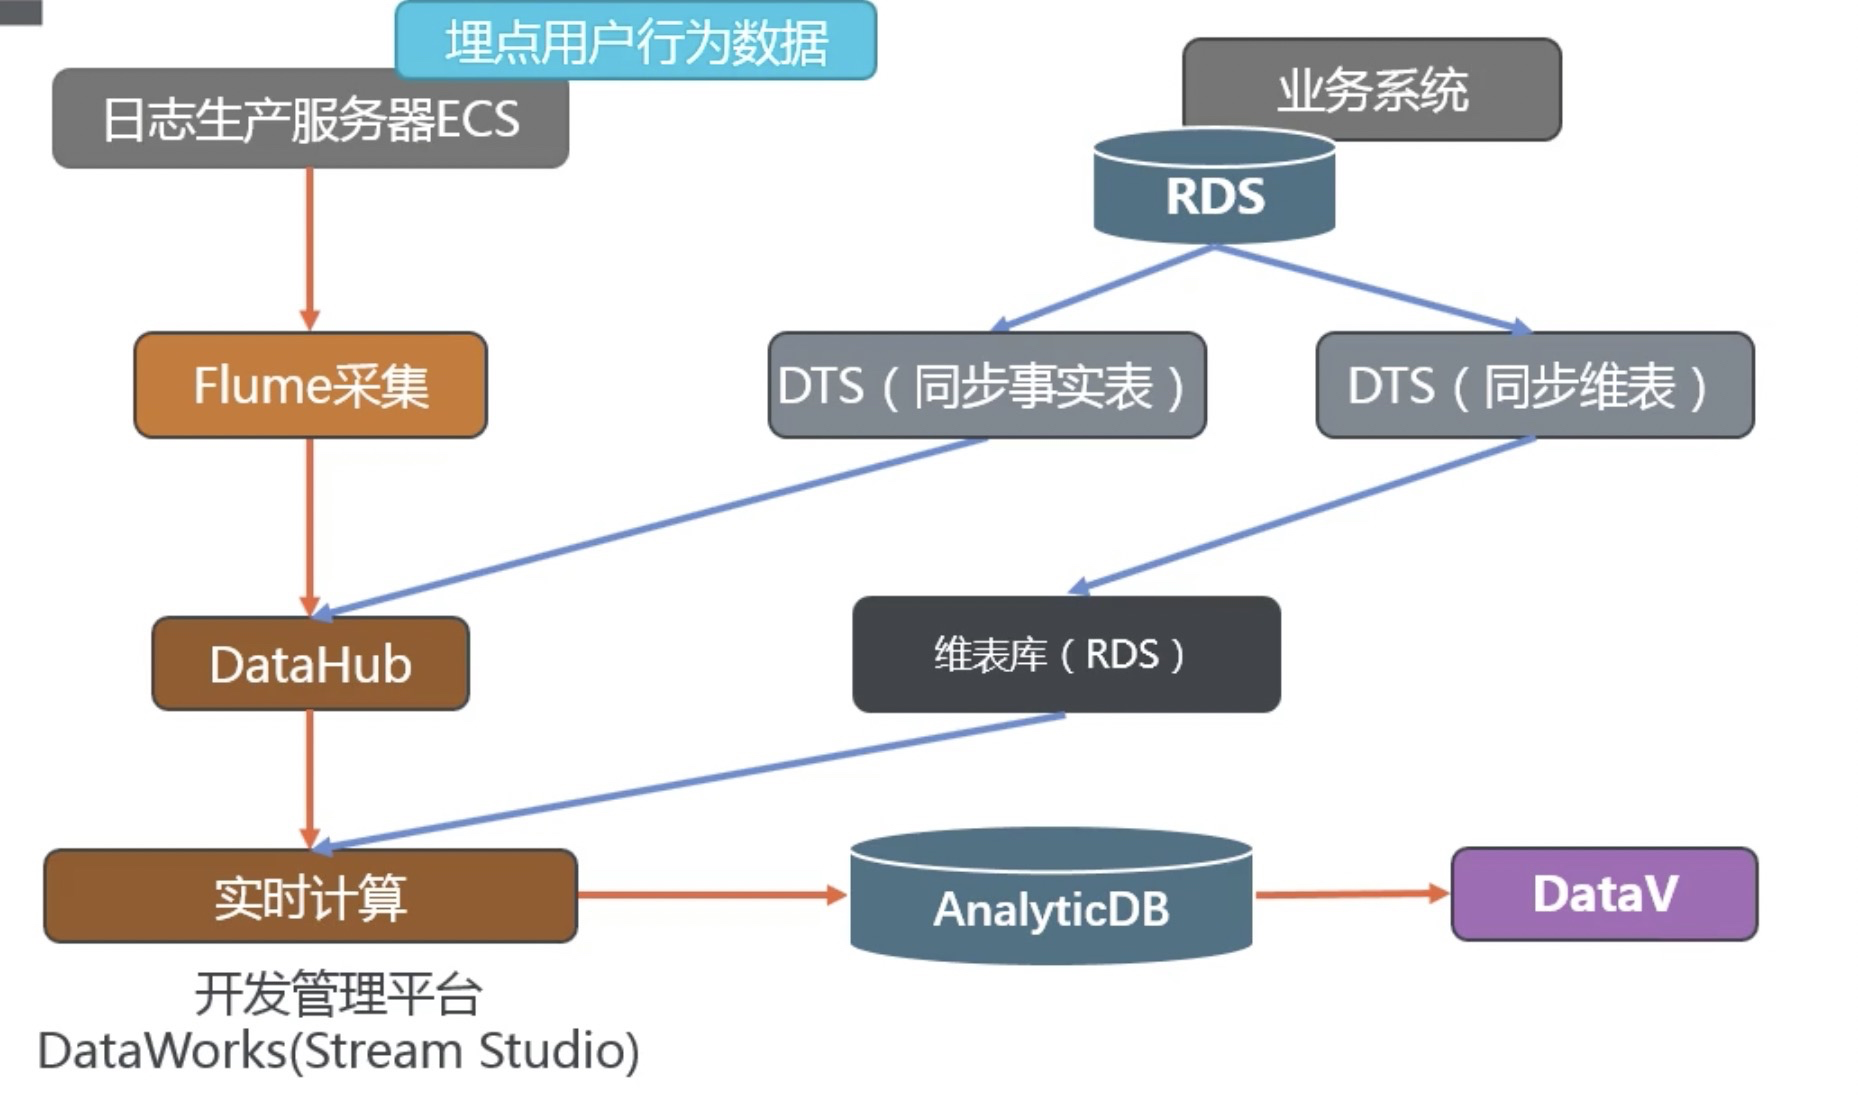 埋点用户行为数据
日志生产服务器ECS
业务系统
RDS
Flume采集
DTS（同步事实表）
DTS（同步维表）
DataHub
维表库（RDS）
实时计算
AnalyticDB
DataV
开发管理平台
DataWorks(Stream Studio)